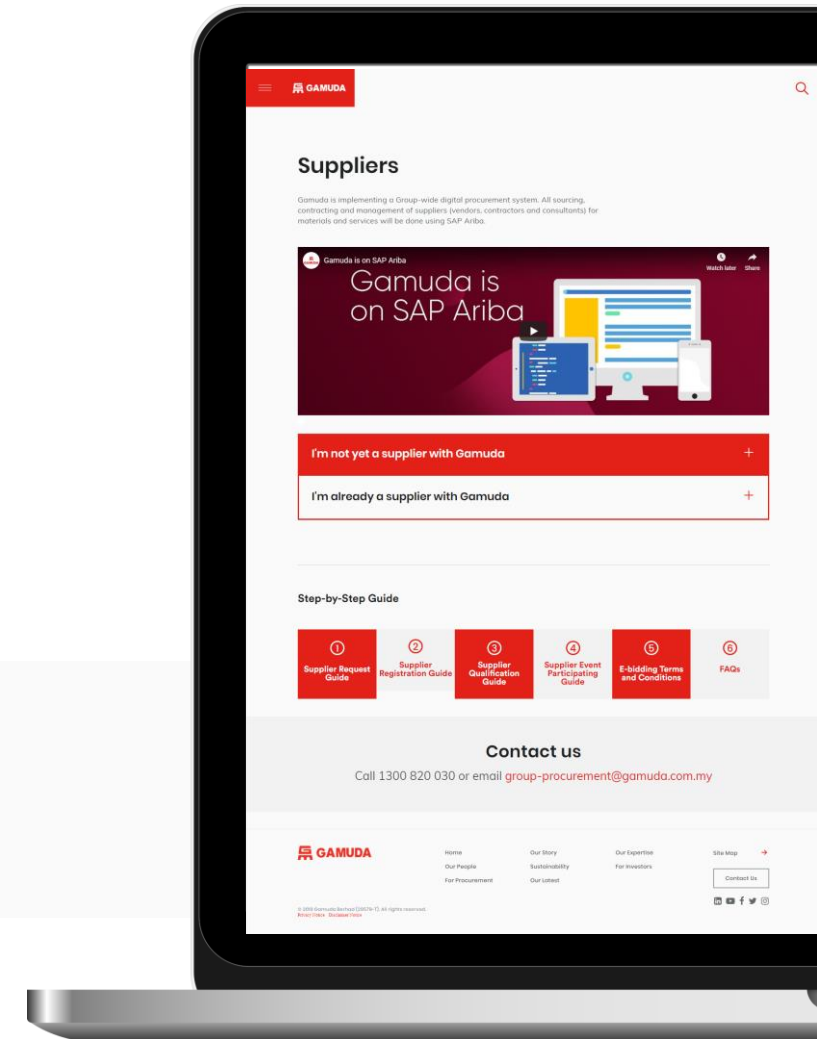 GAMUDA
Suppliers
Gamuda is implementing a Group-wide digital procurement system. All sourcing,
contracting and management of suppliers (vendors, contractors and consultants) for
materials and services will be done using SAP Ariba.
Gamuda is on SAP Ariba
Watch later Share
Gamuda is
on SAP Ariba
I'm not yet a supplier with Gamuda
I'm already a supplier with Gamuda
Step-by-Step Guide
1 2 3 4 5 6
Supplier Request
Guide
Supplier
Registration Guide
Supplier
Qualification
Guide
Supplier Event
Participating
Guide
E-bidding Terms
and Conditions
FAQs
Contact us
Call 1300 820 030 or email group-procurement@gamuda.com.my
GAMUDA
Home Our Story Our Expertise Site Map
Our People Sustainability For Investors
For Procurement Our Latest Contact Us
All rights reserved.